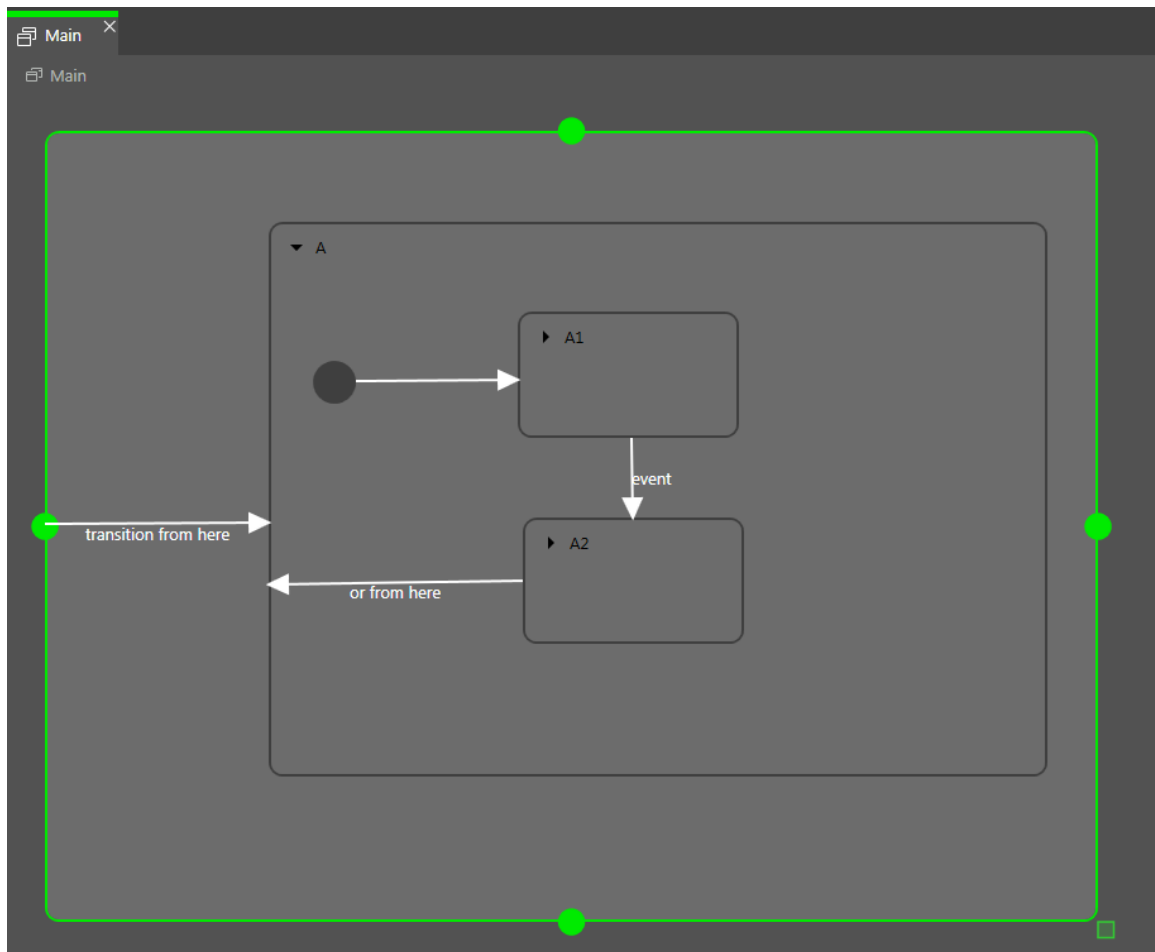 Main
Main
A
A1
event
transition from here
A2
or from here